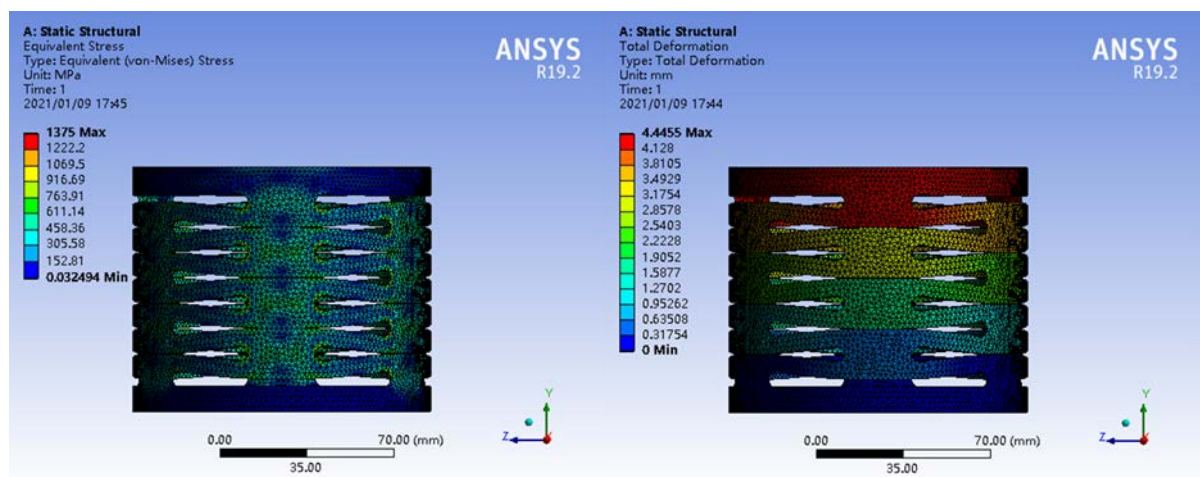 A: Static Structural
Equivalent Stress
Type: Equivalent (von-Mises) Stress
Unit: MPa
Time: 1
2021/01/09 17:45
ANSYS
R19.2
1375 Max
1222.2
1069.5
916.69
763.91
611.14
458.36
305.58
152.81
0.032494 Min
0.00
70.00 (mm)
35.00
Y
Z
X
A: Static Structural
Total Deformation
Type: Total Deformation
Unit: mm
Time: 1
2021/01/09 17:44
ANSYS
R19.2
4.4455 Max
4.128
3.8105
3.4929
3.1754
2.8578
2.5403
2.2228
1.9052
1.5877
1.2702
0.95262
0.63508
0.31754
0 Min
0.00
70.00 (mm)
35.00
Y
Z
X